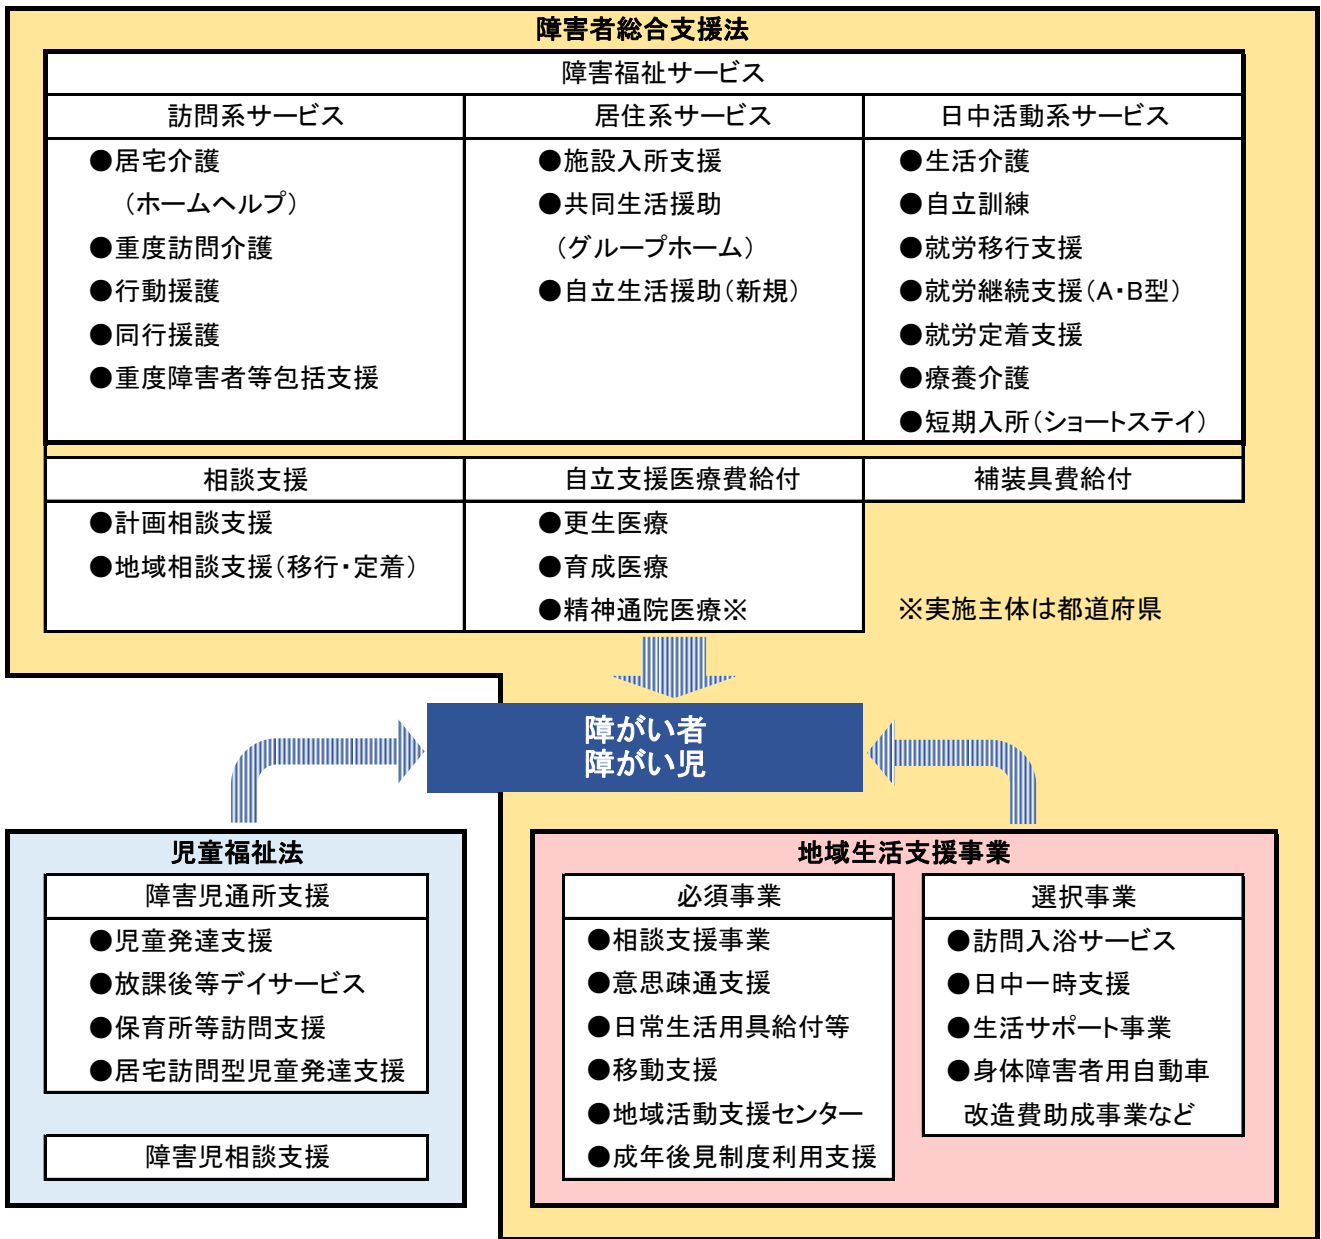 障害者総合支援法
障害福祉サービス
訪問系サービス
●居宅介護
（ホームヘルプ）
●重度訪問介護
●行動援護
●同行援護
●重度障害者等包括支援
居住系サービス
●施設入所支援
●共同生活援助
（グループホーム）
●自立生活援助（新規）
日中活動系サービス
●生活介護
●自立訓練
●就労移行支援
●就労継続支援（A・B型）
●就労定着支援
●療養介護
●短期入所（ショートステイ）
相談支援
●計画相談支援
●地域相談支援（移行・定着）
自立支援医療費給付
●更生医療
●育成医療
●精神通院医療※
補装具費給付
※実施主体は都道府県
障がい者
障がい児
児童福祉法
障害児通所支援
●児童発達支援
●放課後等デイサービス
●保育所等訪問支援
●居宅訪問型児童発達支援
障害児相談支援
地域生活支援事業
必須事業
●相談支援事業
●意思疎通支援
●日常生活用具給付等
●移動支援
●地域活動支援センター
●成年後見制度利用支援
選択事業
●訪問入浴サービス
●日中一時支援
●生活サポート事業
●身体障害者用自動車
改造費助成事業など